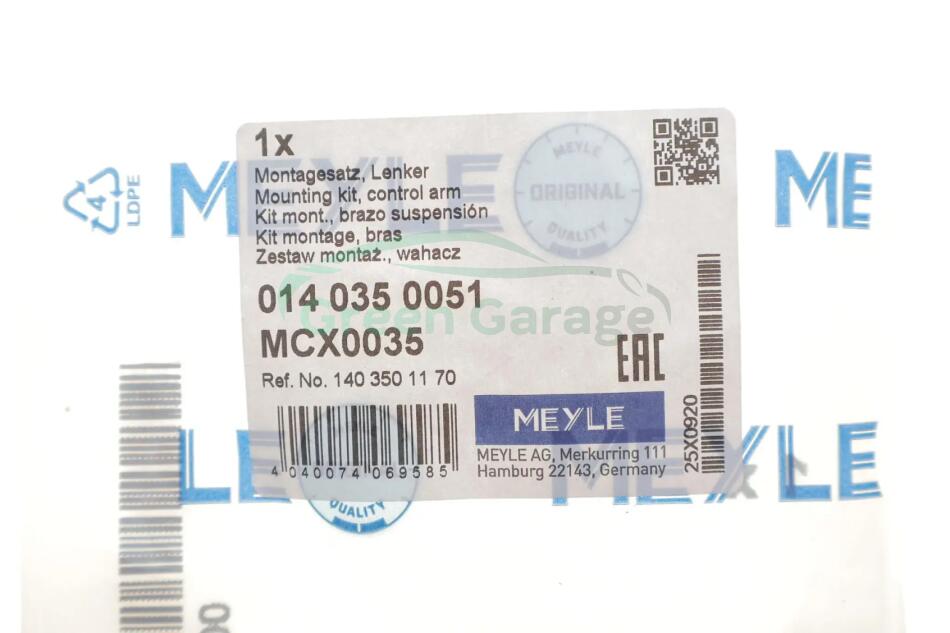 1x
Montagesatz, Lenker
Mounting kit, control arm
Kit mont., brazo suspensión
Kit montage, bras
Zestaw montaż., wahacz
014 035 0051
MCX0035
Ref. No. 140 350 11 70
4 040074 069585
MEYLE
ORIGINAL
QUALITY
EAC
MEYLE
MEYLE AG, Merkurring 111
Hamburg 22143, Germany
25X0920
Green Garage
4
LDPE
MEYLE
ME
LE
QUALITY
MEYLE